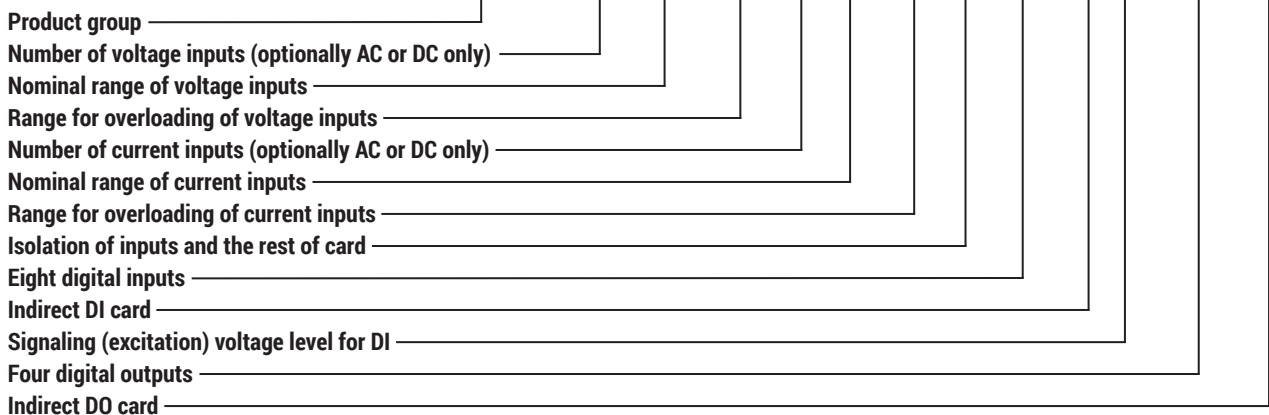 Product group
Number of voltage inputs (optionally AC or DC only)
Nominal range of voltage inputs
Range for overloading of voltage inputs
Number of current inputs (optionally AC or DC only)
Nominal range of current inputs
Range for overloading of current inputs
Isolation of inputs and the rest of card
Eight digital inputs
Indirect DI card
Signaling (excitation) voltage level for DI
Four digital outputs
Indirect DO card